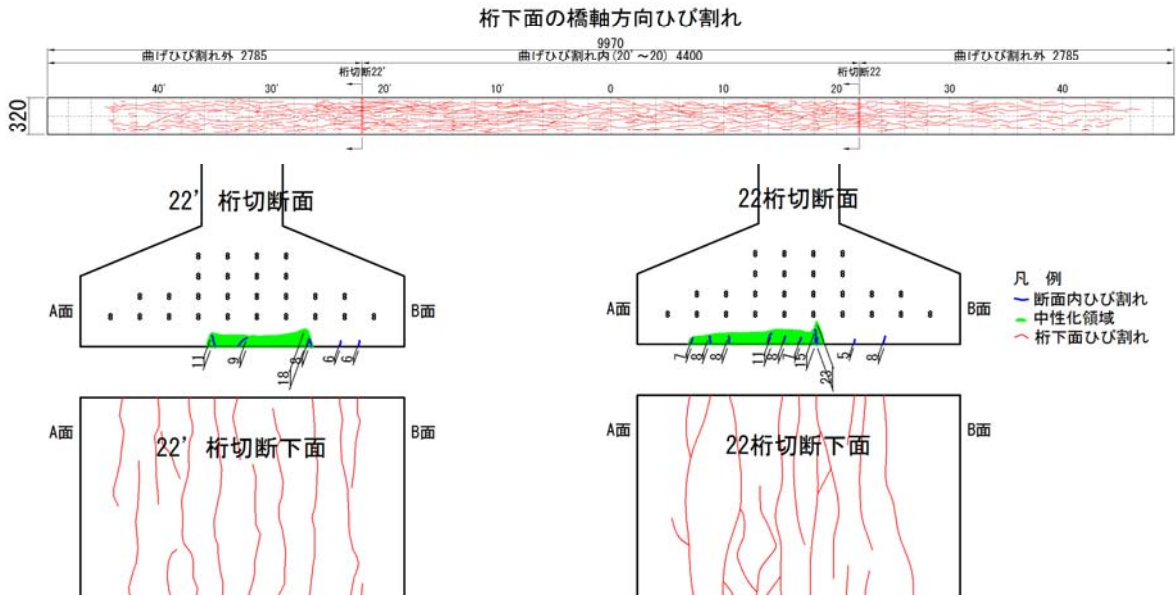 桁下面の橋軸方向ひび割れ
9970
曲げひび割れ外 2785
曲げひび割れ内(20'～20) 4400
曲げひび割れ外 2785
桁切断22'
桁切断22
40'
30'
20'
10'
0
10
20
30
40
320
22' 桁切断面
A面
B面
11
9
18
8
6
6
22桁切断面
A面
B面
7
8
8
11
8
7
15
23
5
8
凡 例
断面内ひび割れ
中性化領域
桁下面ひび割れ
A面
22' 桁切断下面
B面
A面
22桁切断下面
B面